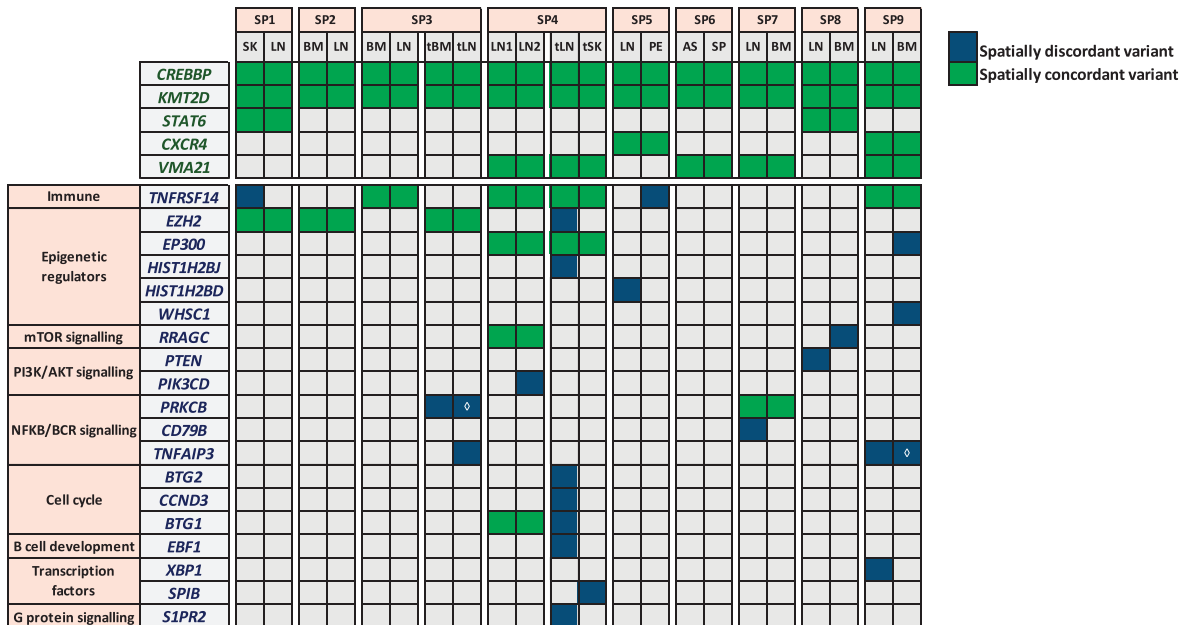 SP1 SP2 SP3 SP4 SP5 SP6 SP7 SP8 SP9
SK LN BM LN BM LN tBM tLN LN1 LN2 tLN tSK LN PE AS SP LN BM LN BM LN BM
Spatially discordant variant
Spatially concordant variant
CREBBP
KMT2D
STAT6
CXCR4
VMA21
Immune
TNFRSF14
Epigenetic
regulators
EZH2
EP300
HIST1H2BJ
HIST1H2BD
WHSC1
mTOR signalling
RRAGC
PI3K/AKT signalling
PTEN
PIK3CD
NFKB/BCR signalling
PRKCB ◊
CD79B
TNFAIP3 ◊
Cell cycle
BTG2
CCND3
BTG1
B cell development
EBF1
Transcription
factors
XBP1
SPIB
G protein signalling
S1PR2